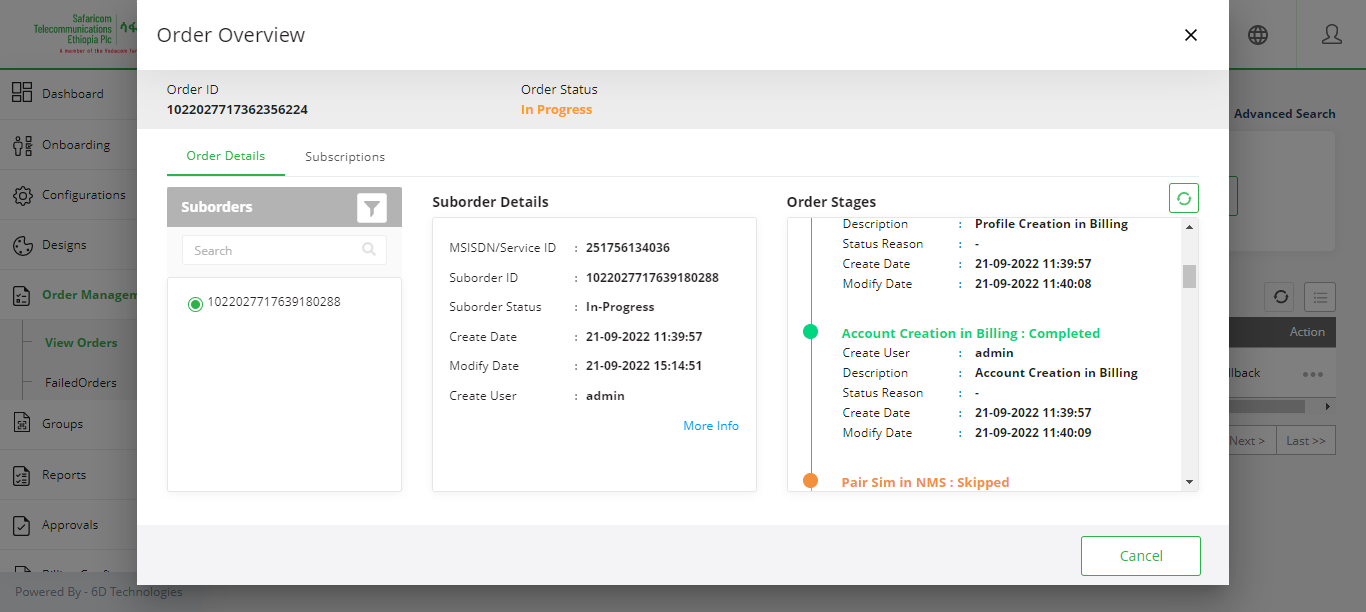 Safaricom
Telecommunications
Ethiopia Plc
A member of the Vodacom
Order Overview
Order ID
Order Status
1022027717362356224
In Progress
Dashboard
Onboarding
Configurations
Designs
Order Managem
View Orders
FailedOrders
Groups
Reports
Approvals
Powered By - 6D Technologies
Advanced Search
Order Details
Subscriptions
Suborders
Search
1022027717639180288
Suborder Details
MSISDN/Service ID : 251756134036
Suborder ID : 1022027717639180288
Suborder Status : In-Progress
Create Date : 21-09-2022 11:39:57
Modify Date : 21-09-2022 15:14:51
Create User : admin
More Info
Order Stages
Description : Profile Creation in Billing
Status Reason : -
Create Date : 21-09-2022 11:39:57
Modify Date : 21-09-2022 11:40:08
Account Creation in Billing : Completed
Create User : admin
Description : Account Creation in Billing
Status Reason : -
Create Date : 21-09-2022 11:39:57
Modify Date : 21-09-2022 11:40:09
Pair Sim in NMS : Skipped
Action
llback
Next >
Last >>
Cancel